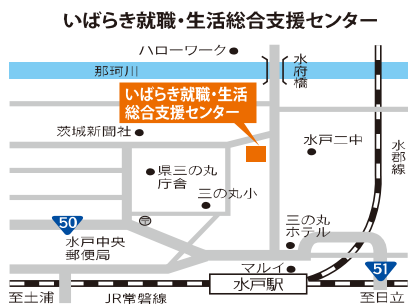 いばらき就職・生活総合支援センター
ハローワーク
那珂川
水府橋
いばらき就職・生活
総合支援センター
茨城新聞社
水戸二中
水郡線
県三の丸
庁舎
三の丸小
50
水戸中央
郵便局
三の丸
ホテル
マルイ
51
水戸駅
至土浦
JR常磐線
至日立